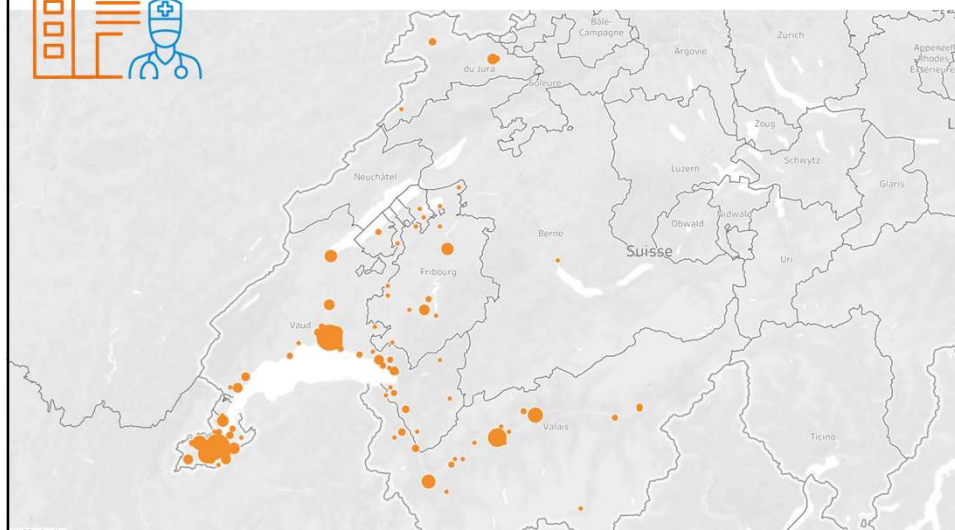 Bâle-
Campagne
Zurich
Argovie
Appenzell
Rhodes-
Extérieures
du Jura
Soleure
Zoug
Schwytz
Luzern
Neuchâtel
Glaris
Nidwald
Obwald
Berne
Suisse
Uri
Fribourg
Vaud
Valais
Ticino